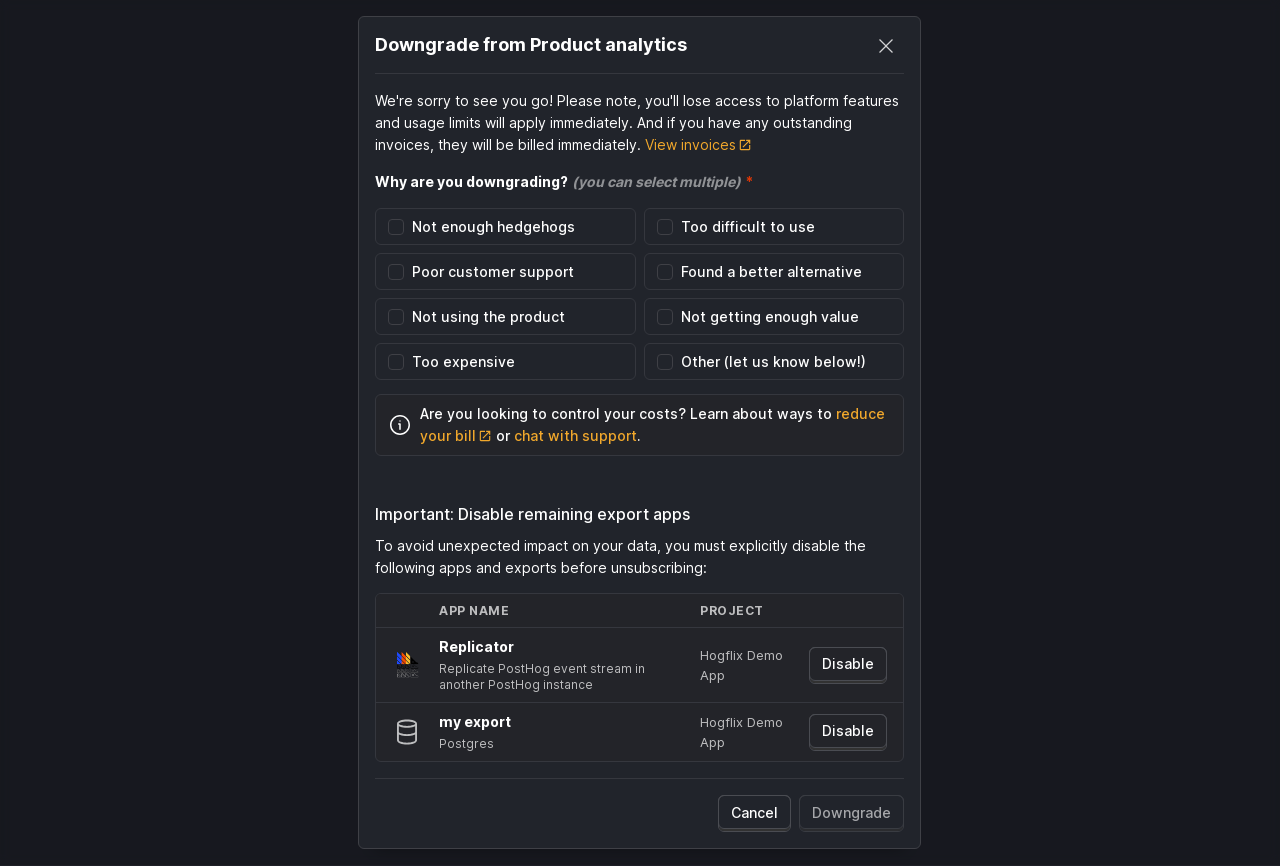 Downgrade from Product analytics
We're sorry to see you go! Please note, you'll lose access to platform features
and usage limits will apply immediately. And if you have any outstanding
invoices, they will be billed immediately. View invoices
Why are you downgrading? (you can select multiple) *
Not enough hedgehogs
Too difficult to use
Poor customer support
Found a better alternative
Not using the product
Not getting enough value
Too expensive
Other (let us know below!)
Are you looking to control your costs? Learn about ways to reduce
your bill or chat with support.
Important: Disable remaining export apps
To avoid unexpected impact on your data, you must explicitly disable the
following apps and exports before unsubscribing:
APP NAME PROJECT
Replicator
Replicate PostHog event stream in
another PostHog instance
Hogflix Demo
App
Disable
my export
Postgres
Hogflix Demo
App
Disable
Cancel Downgrade